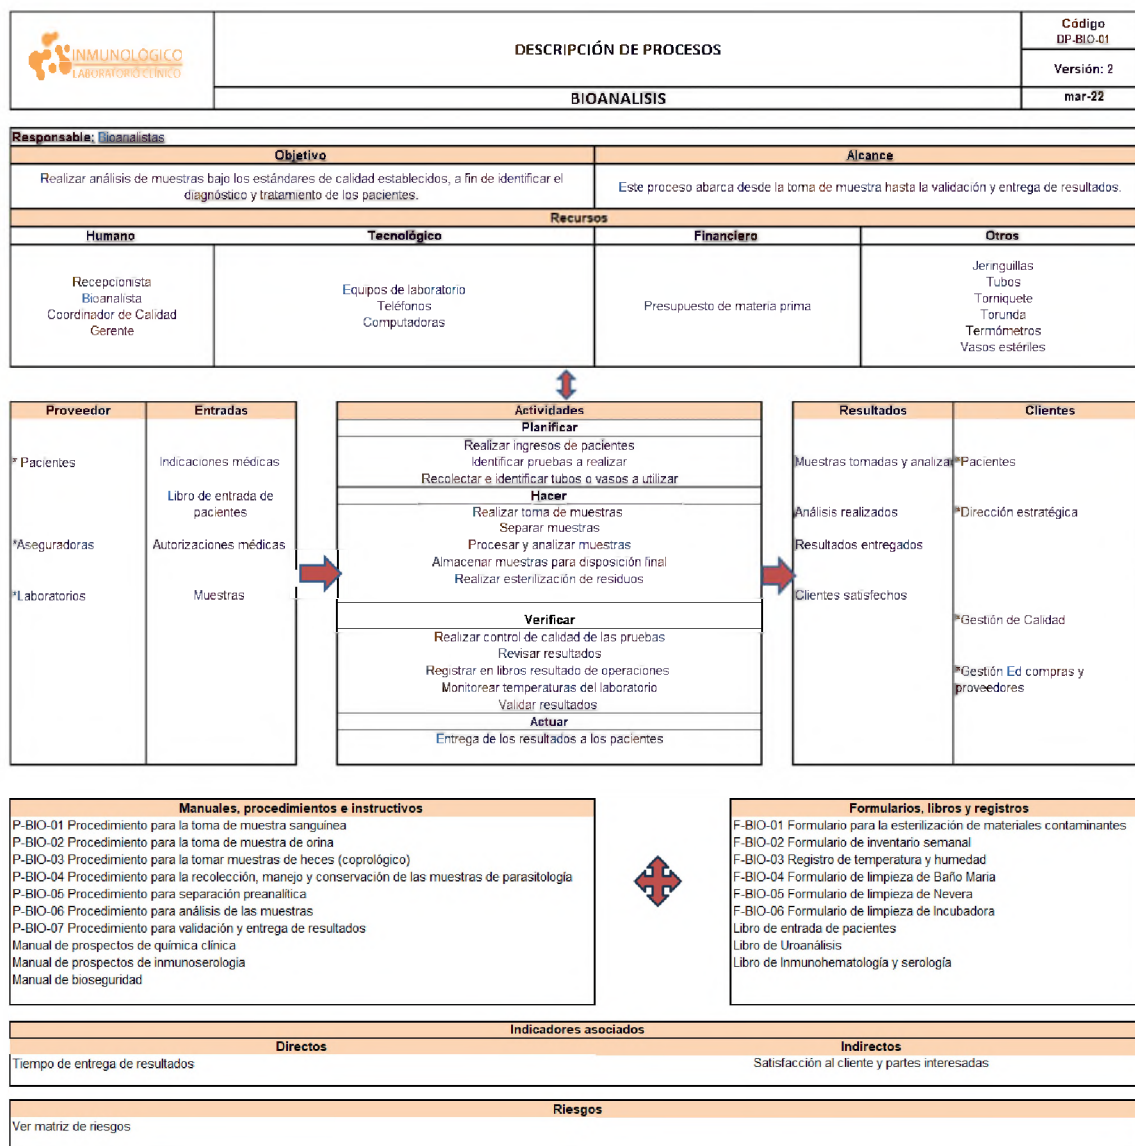 INMUNOLÓGICO
LABORATORIO CLÍNICO
DESCRIPCIÓN DE PROCESOS
Código
DP-BIO-01
Versión: 2
BIOANALISIS
mar-22
Responsable: Bioanalistas
Objetivo
Alcance
Realizar análisis de muestras bajo los estándares de calidad establecidos, a fin de identificar el
diagnóstico y tratamiento de los pacientes.
Este proceso abarca desde la toma de muestra hasta la validación y entrega de resultados.
Recursos
Humano
Tecnológico
Financiero
Otros
Recepcionista
Bioanalista
Coordinador de Calidad
Gerente
Equipos de laboratorio
Teléfonos
Computadoras
Presupuesto de materia prima
Jeringuillas
Tubos
Torniquete
Torunda
Termómetros
Vasos estériles
Proveedor
Entradas
* Pacientes
*Aseguradoras
*Laboratorios
Indicaciones médicas
Libro de entrada de
pacientes
Autorizaciones médicas
Muestras
Actividades
Planificar
Realizar ingresos de pacientes
Identificar pruebas a realizar
Recolectar e identificar tubos o vasos a utilizar
Hacer
Realizar toma de muestras
Separar muestras
Procesar y analizar muestras
Almacenar muestras para disposición final
Realizar esterilización de residuos
Verificar
Realizar control de calidad de las pruebas
Revisar resultados
Registrar en libros resultado de operaciones
Monitorear temperaturas del laboratorio
Validar resultados
Actuar
Entrega de los resultados a los pacientes
Resultados
Clientes
Muestras tomadas y analizar
Análisis realizados
Resultados entregados
Clientes satisfechos
*Pacientes
*Dirección estratégica
*Gestión de Calidad
*Gestión Ed compras y
proveedores
Manuales, procedimientos e instructivos
P-BIO-01 Procedimiento para la toma de muestra sanguínea
P-BIO-02 Procedimiento para la toma de muestra de orina
P-BIO-03 Procedimiento para la tomar muestras de heces (coprológico)
P-BIO-04 Procedimiento para la recolección, manejo y conservación de las muestras de parasitología
P-BIO-05 Procedimiento para separación preanalítica
P-BIO-06 Procedimiento para análisis de las muestras
P-BIO-07 Procedimiento para validación y entrega de resultados
Manual de prospectos de química clínica
Manual de prospectos de inmunoserologia
Manual de bioseguridad
Formularios, libros y registros
F-BIO-01 Formulario para la esterilización de materiales contaminantes
F-BIO-02 Formulario de inventario semanal
F-BIO-03 Registro de temperatura y humedad
F-BIO-04 Formulario de limpieza de Baño Maria
F-BIO-05 Formulario de limpieza de Nevera
F-BIO-06 Formulario de limpieza de Incubadora
Libro de entrada de pacientes
Libro de Uroanálisis
Libro de Inmunohematología y serología
Indicadores asociados
Directos
Indirectos
Tiempo de entrega de resultados
Satisfacción al cliente y partes interesadas
Riesgos
Ver matriz de riesgos